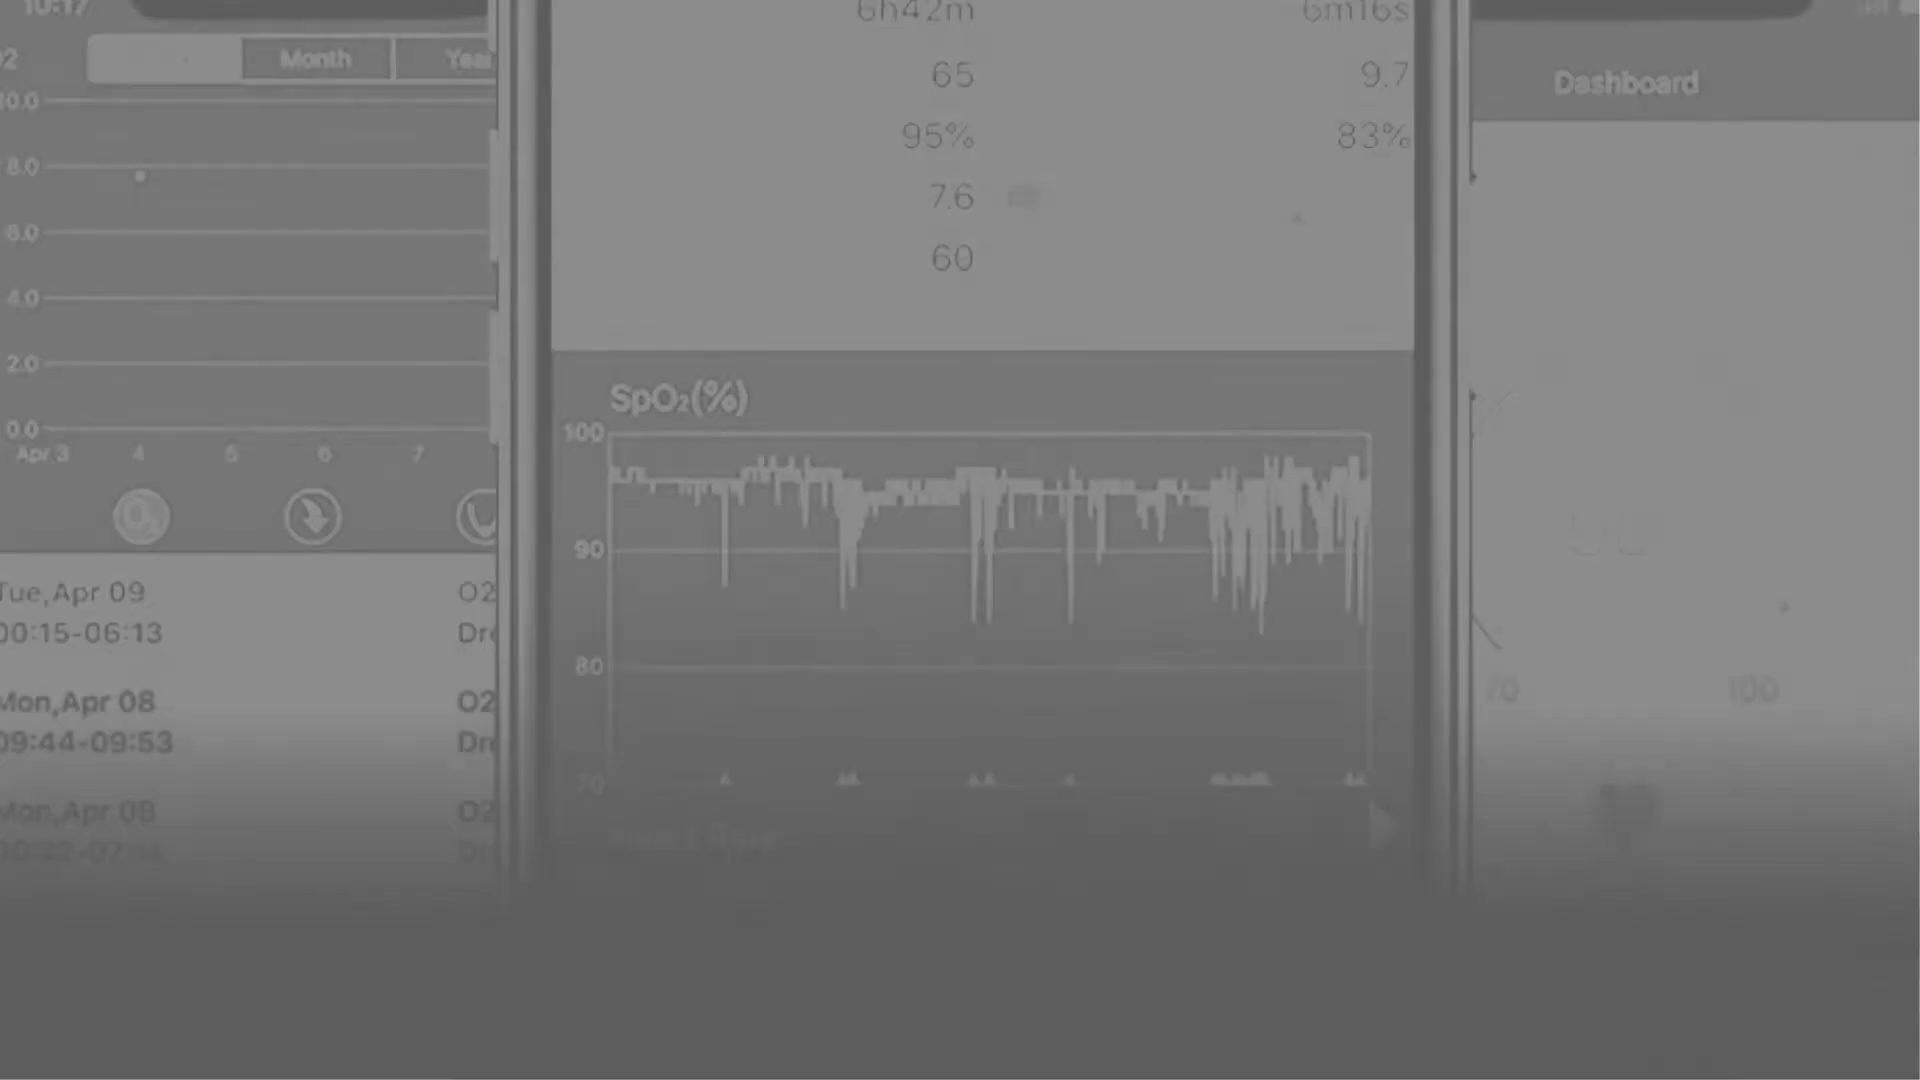 10:17
Month
10.0
8.0
6.0
4.0
2.0
0.0
Apr 3 4 5 6 7
Tue,Apr 09 O2
00:15-06:13
Mon,Apr 08 O2
09:44-09:53
Mon,Apr 08 O2
6h42m 6m16s
65 9.7
95% 83%
7.6
60
SpO₂(%)
100
90
80
70
Dashboard
70 100